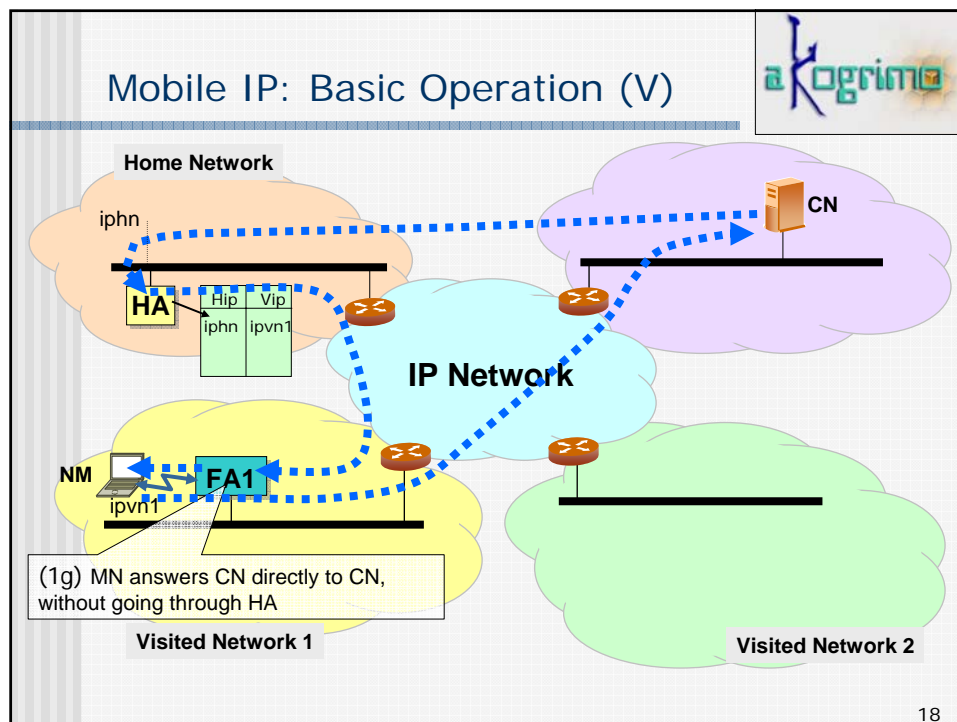 Mobile IP: Basic Operation (V)
akogrimo
Home Network
iphn
CN
HA
Hip Vip
iphn ipvn1
IP Network
NM
FA1
ipvn1
(1g) MN answers CN directly to CN,
without going through HA
Visited Network 1
Visited Network 2
18